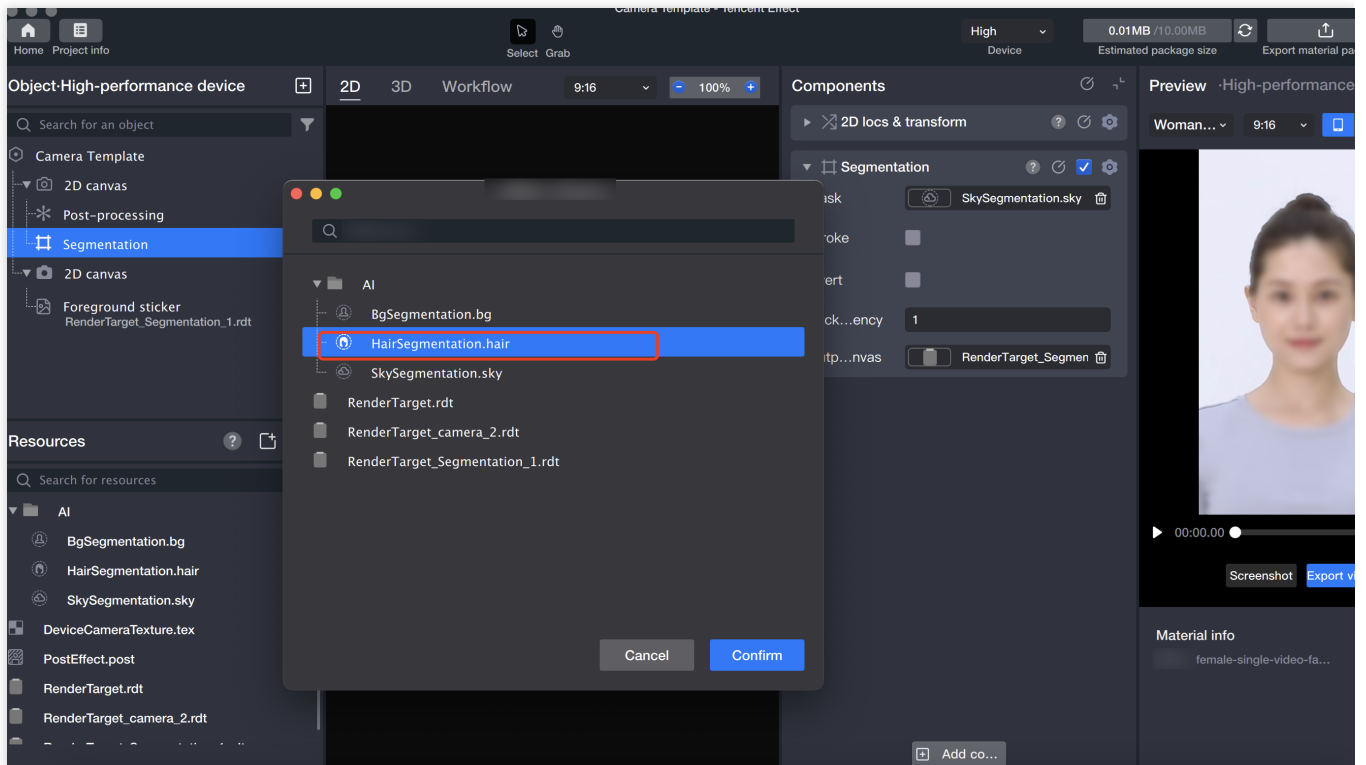 Camera Template - Tencent Effect
Home
Project info
Select
Grab
High
Device
0.01MB /10.00MB
Estimated package size
Export material pa
Object·High-performance device
Search for an object
Camera Template
2D canvas
Post-processing
Segmentation
2D canvas
Foreground sticker
RenderTarget_Segmentation_1.rdt
Resources
Search for resources
AI
BgSegmentation.bg
HairSegmentation.hair
SkySegmentation.sky
DeviceCameraTexture.tex
PostEffect.post
RenderTarget.rdt
RenderTarget_camera_2.rdt
2D
3D
Workflow
9:16
100%
AI
BgSegmentation.bg
HairSegmentation.hair
SkySegmentation.sky
RenderTarget.rdt
RenderTarget_camera_2.rdt
RenderTarget_Segmentation_1.rdt
Cancel
Confirm
Components
2D locs & transform
Segmentation
ask
SkySegmentation.sky
roke
ert
ck...ency
1
tp...nvas
RenderTarget_Segmen
Add co...
Preview ·High-performance
Woman...
9:16
00:00.00
Screenshot
Export vi
Material info
female-single-video-fa...